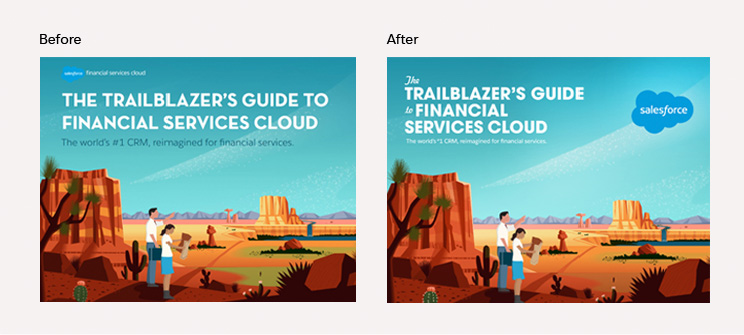 Before
salesforce financial services cloud
THE TRAILBLAZER'S GUIDE TO
FINANCIAL SERVICES CLOUD
The world's #1 CRM, reimagined for financial services.
After
The
TRAILBLAZER'S GUIDE
to FINANCIAL
SERVICES CLOUD
The world's #1 CRM, reimagined for financial services.
salesforce